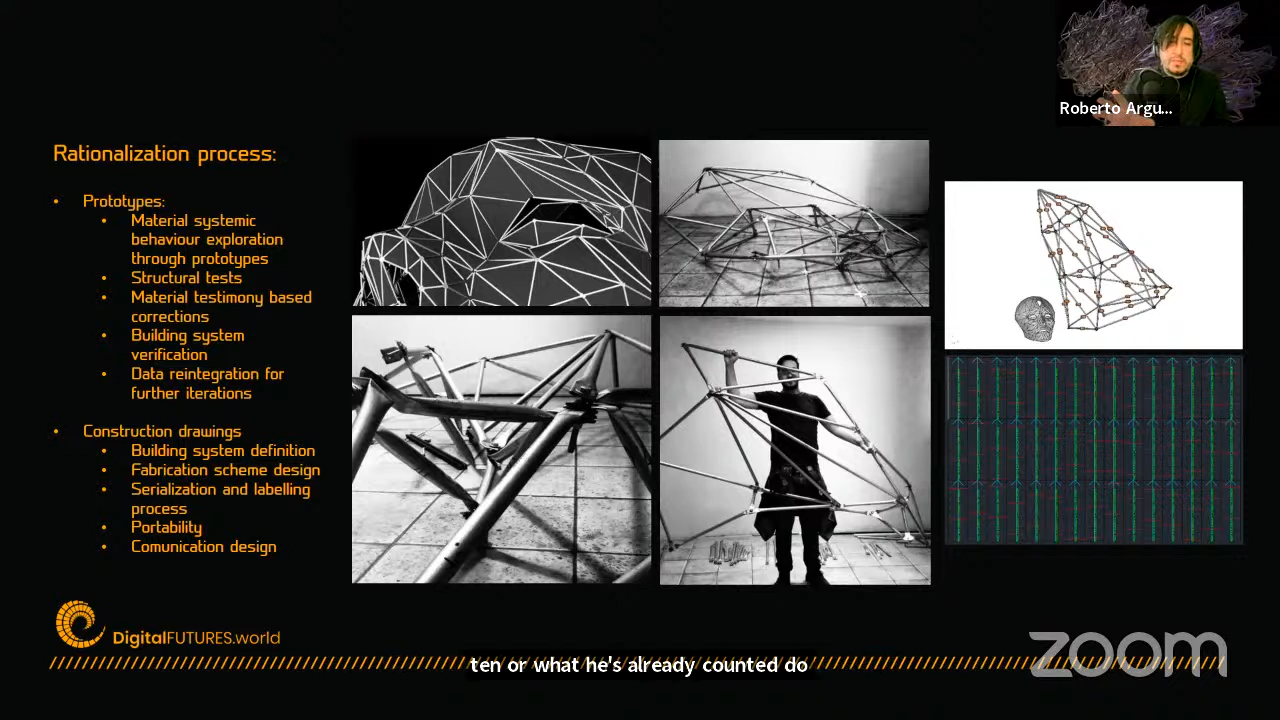 Roberto Argu...
Rationalization process:
• Prototypes:
• Material systemic
behaviour exploration
through prototypes
• Structural tests
• Material testimony based
corrections
• Building system
verification
• Data reintegration for
further iterations
• Construction drawings
• Building system definition
• Fabrication scheme design
• Serialization and labelling
process
• Portability
• Comunication design
DigitalFUTURES.world
zoom
ten or what he's already counted do